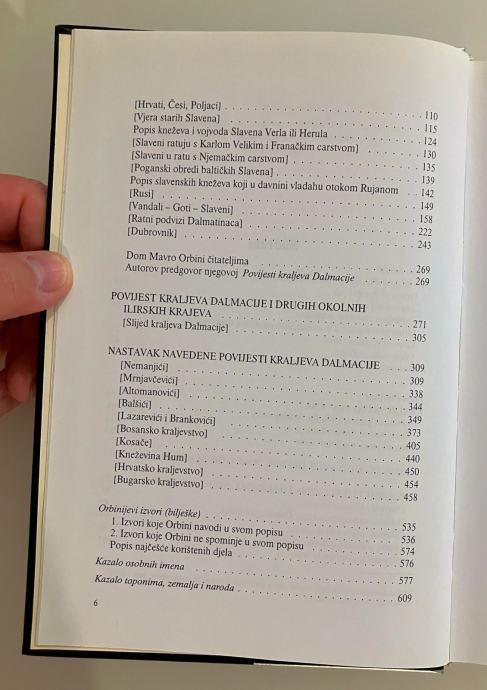 [Hrvati, Česi, Poljaci] . . . . . . . . . . . . . . . . 110
[Vjera starih Slavena] . . . . . . . . . . . . . . . . 115
Popis kneževa i vojvoda Slavena Verla ili Herula . . . . . . . . 124
[Slaveni ratuju s Karlom Velikim i Franačkim carstvom] . . . . . . 130
[Slaveni u ratu s Njemačkim carstvom] . . . . . . . . . . 135
[Poganski obredi baltičkih Slavena] . . . . . . . . . . . 139
Popis slavenskih kneževa koji u davnini vladahu otokom Rujanom . . 142
[Rusi] . . . . . . . . . . . . . . . . 149
[Vandali – Goti – Slaveni] . . . . . . . . . . . . . . 158
[Ratni podvizi Dalmatinaca] . . . . . . . . . . . . . . 222
[Dubrovnik] . . . . . . . . . . . . . . . . 243
Dom Mavro Orbini čitateljima . . . . . . . . . . . . 269
Autorov predgovor njegovoj Povijesti kraljeva Dalmacije . . . . . . 269
POVIJEST KRALJEVA DALMACIJE I DRUGIH OKOLNIH
ILIRSKIH KRAJEVA . . . . . . . . . . . . . . 271
[Slijed kraljeva Dalmacije] . . . . . . . . . . . . . . 305
NASTAVAK NAVEDENE POVIJESTI KRALJEVA DALMACIJE . . . 309
[Nemanjići] . . . . . . . . . . . . . . . . 309
[Mrnjavčevići] . . . . . . . . . . . . . . . . 338
[Altomanovići] . . . . . . . . . . . . . . . . 344
[Balšići] . . . . . . . . . . . . . . . . 349
[Lazarevići i Brankovići] . . . . . . . . . . . . . . 373
[Bosansko kraljevstvo] . . . . . . . . . . . . . . 405
[Kosače] . . . . . . . . . . . . . . . . 440
[Kneževina Hum] . . . . . . . . . . . . . . . . 450
[Hrvatsko kraljevstvo] . . . . . . . . . . . . . . 454
[Bugarsko kraljevstvo] . . . . . . . . . . . . . . 458
Orbinijevi izvori (bilješke) . . . . . . . . . . . . . . 535
1. Izvori koje Orbini navodi u svom popisu . . . . . . . . . 536
2. Izvori koje Orbini ne spominje u svom popisu . . . . . . . . 574
Popis najčešće korištenih djela . . . . . . . . . . . . 576
Kazalo osobnih imena . . . . . . . . . . . . . . 577
Kazalo toponima, zemalja i naroda . . . . . . . . . . . . 609
6